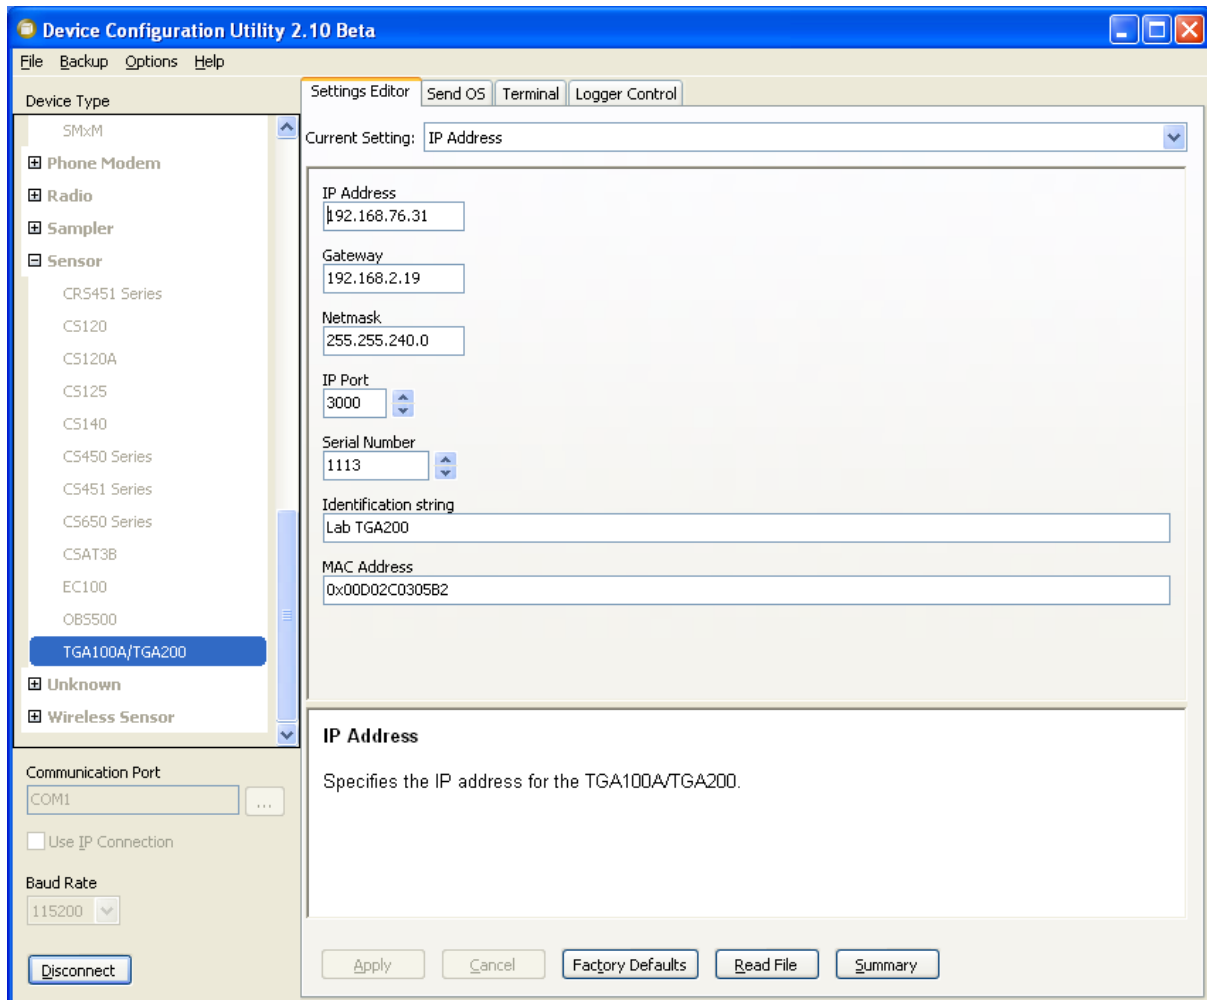 Device Configuration Utility 2.10 Beta
File Backup Options Help
Device Type
SMxM
Phone Modem
Radio
Sampler
Sensor
CRS451 Series
CS120
CS120A
CS125
CS140
CS450 Series
CS451 Series
CS650 Series
CSAT3B
EC100
OBS500
TGA100A/TGA200
Unknown
Wireless Sensor
Communication Port
COM1
...
Use IP Connection
Baud Rate
115200
Disconnect
Settings Editor Send OS Terminal Logger Control
Current Setting: IP Address
IP Address
192.168.76.31
Gateway
192.168.2.19
Netmask
255.255.240.0
IP Port
3000
Serial Number
1113
Identification string
Lab TGA200
MAC Address
0x00D02C0305B2
IP Address
Specifies the IP address for the TGA100A/TGA200.
Apply Cancel Factory Defaults Read File Summary